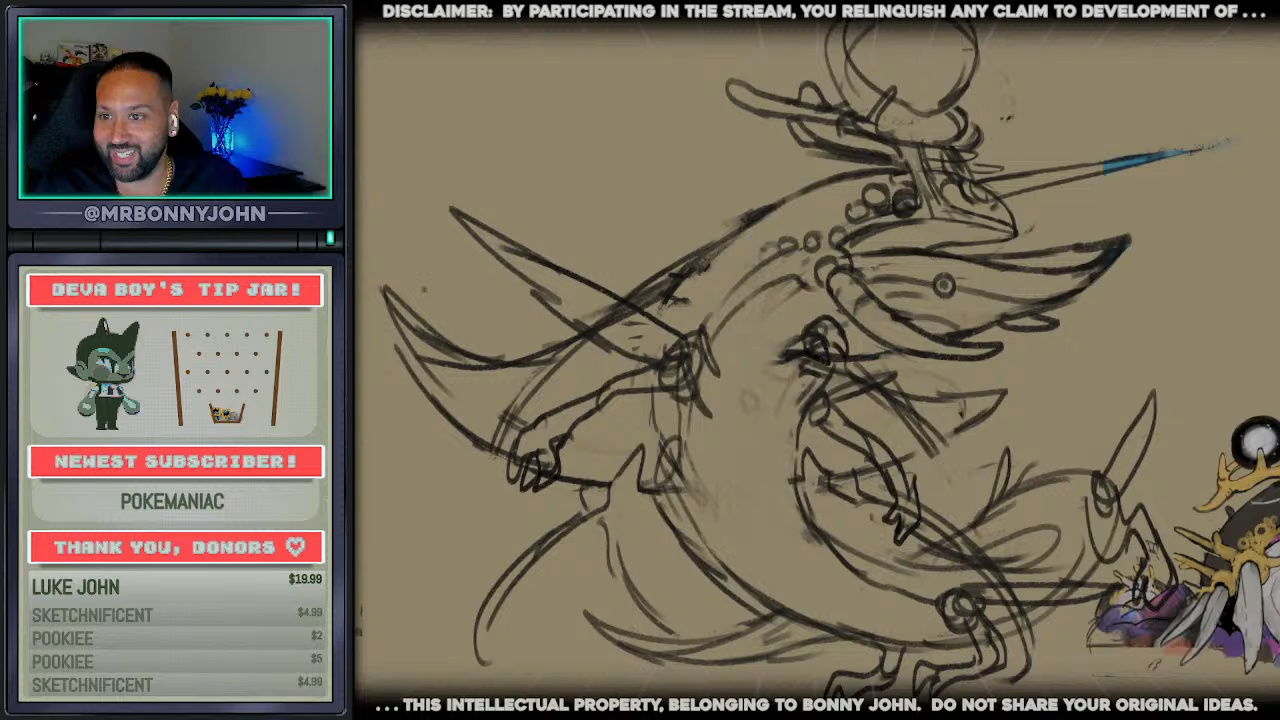 DISCLAIMER: BY PARTICIPATING IN THE STREAM, YOU RELINQUISH ANY CLAIM TO DEVELOPMENT OF . . .
@MRBONNYJOHN
DEVA BOY'S TIP JAR!
NEWEST SUBSCRIBER!
POKEMANIAC
THANK YOU, DONORS ♡
LUKE JOHN $19.99
SKETCHNIFICENT $4.99
POOKIEE $2
POOKIEE $5
SKETCHNIFICENT $4.99
. . . THIS INTELLECTUAL PROPERTY, BELONGING TO BONNY JOHN. DO NOT SHARE YOUR ORIGINAL IDEAS.